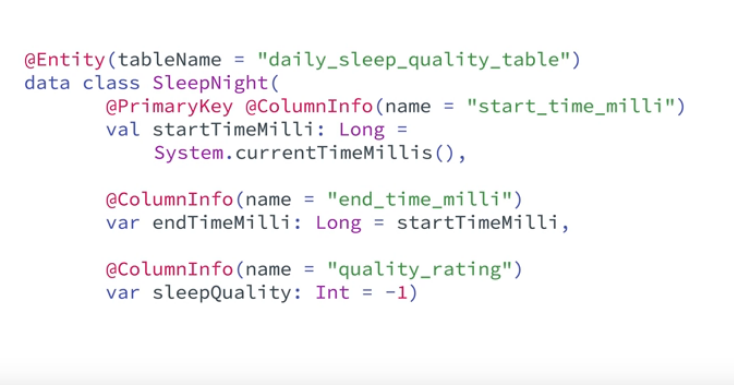 @Entity(tableName = "daily_sleep_quality_table")
data class SleepNight(
@PrimaryKey @ColumnInfo(name = "start_time_milli")
val startTimeMilli: Long =
System.currentTimeMillis(),
@ColumnInfo(name = "end_time_milli")
var endTimeMilli: Long = startTimeMilli,
@ColumnInfo(name = "quality_rating")
var sleepQuality: Int = -1)